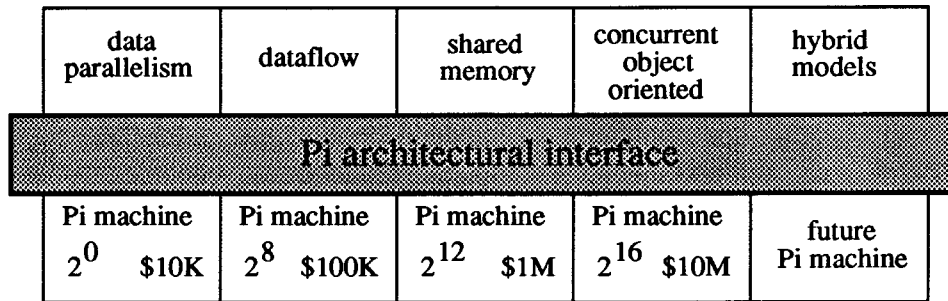 data
parallelism
dataflow
shared
memory
concurrent
object
oriented
hybrid
models
Pi architectural interface
Pi machine
2^0 $10K
Pi machine
2^8 $100K
Pi machine
2^12 $1M
Pi machine
2^16 $10M
future
Pi machine